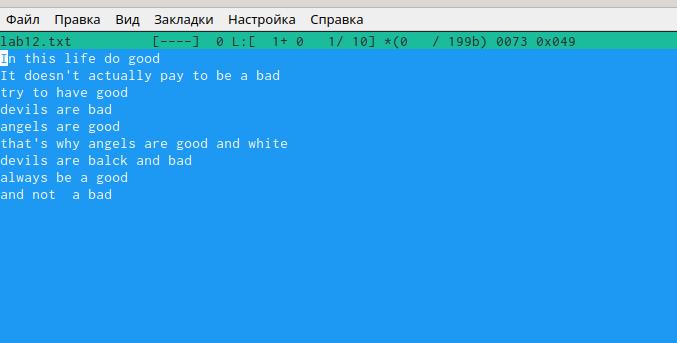 Файл Правка Вид Закладки Настройка Справка
lab12.txt [----] 0 L:[ 1+ 0 1/ 10] *(0 / 199b) 0073 0x049
In this life do good
It doesn't actually pay to be a bad
try to have good
devils are bad
angels are good
that's why angels are good and white
devils are balck and bad
always be a good
and not  a bad